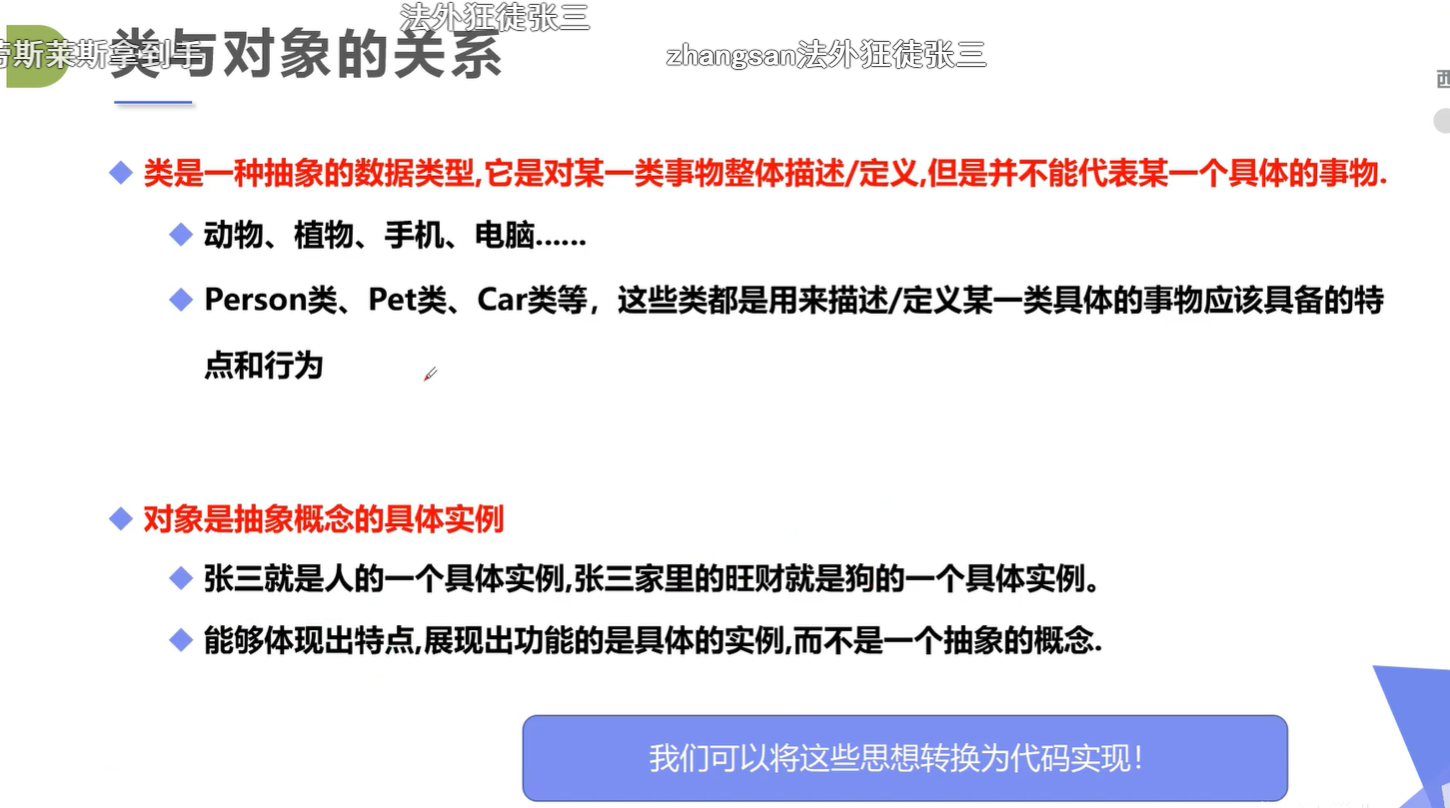 法外狂徒张三
劳斯莱斯拿到手
类与对象的关系
zhangsan法外狂徒张三
西
类是一种抽象的数据类型,它是对某一类事物整体描述/定义,但是并不能代表某一个具体的事物.
动物、植物、手机、电脑……
Person类、Pet类、Car类等，这些类都是用来描述/定义某一类具体的事物应该具备的特
点和行为
对象是抽象概念的具体实例
张三就是人的一个具体实例,张三家里的旺财就是狗的一个具体实例。
能够体现出特点,展现出功能的是具体的实例,而不是一个抽象的概念.
我们可以将这些思想转换为代码实现！